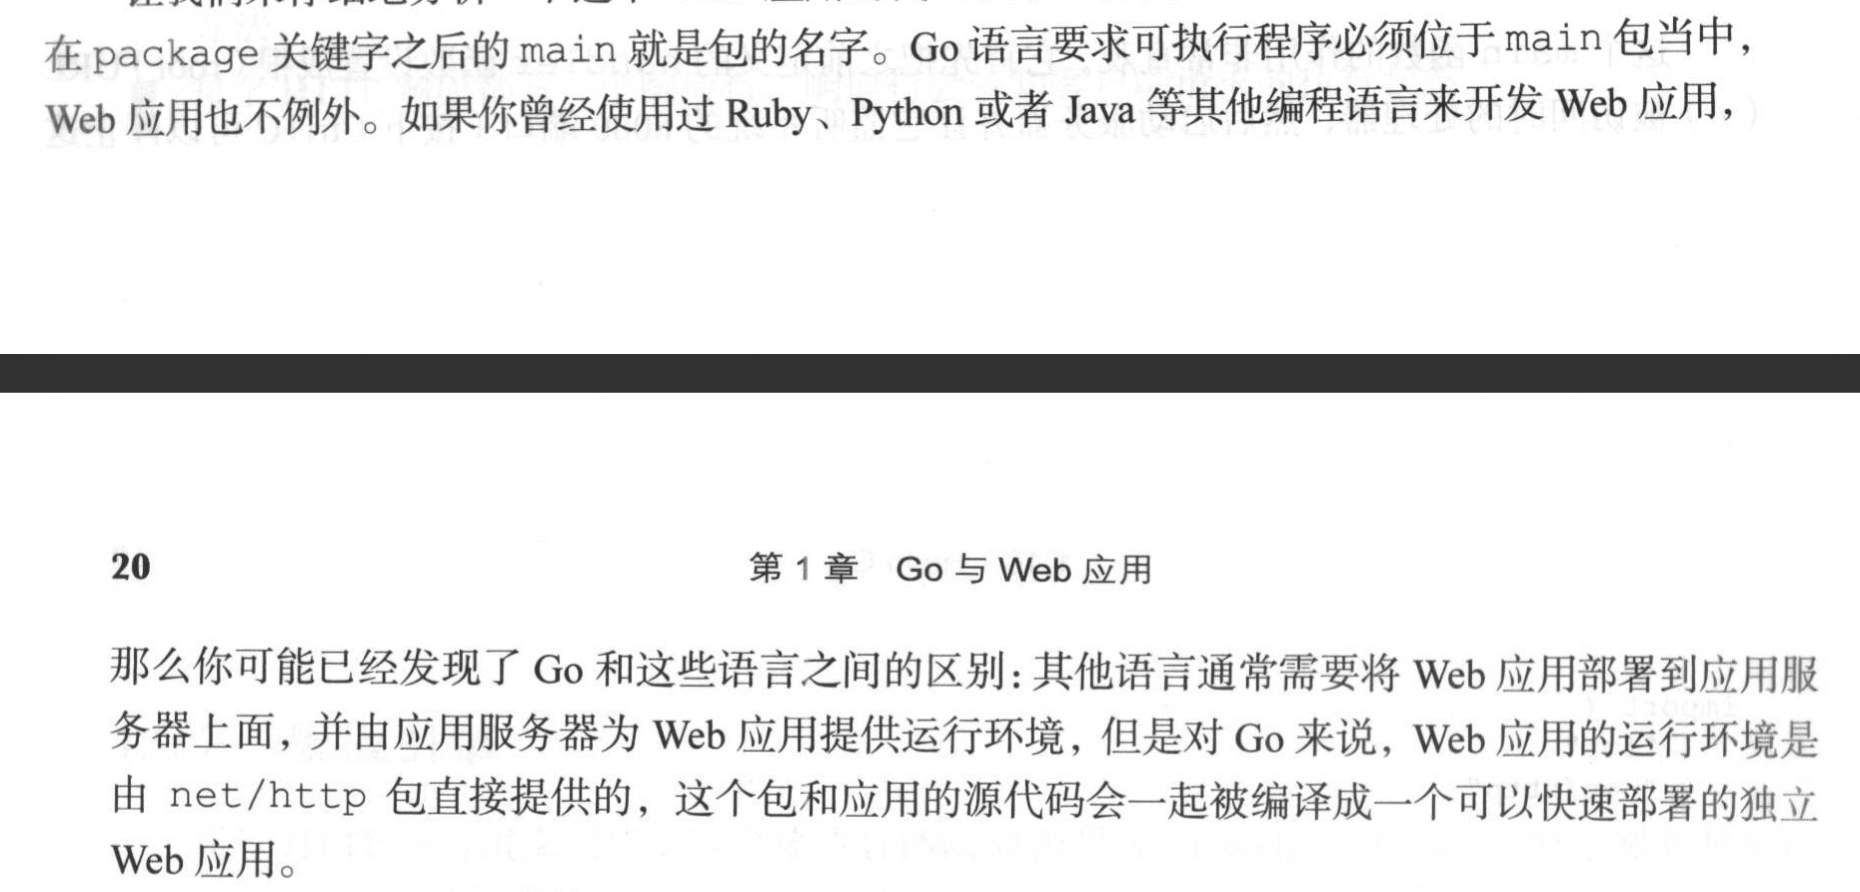 在 package 关键字之后的 main 就是包的名字。Go 语言要求可执行程序必须位于 main 包当中，
Web 应用也不例外。如果你曾经使用过 Ruby、Python 或者 Java 等其他编程语言来开发 Web 应用，
20 第 1 章 Go 与 Web 应用
那么你可能已经发现了 Go 和这些语言之间的区别：其他语言通常需要将 Web 应用部署到应用服
务器上面，并由应用服务器为 Web 应用提供运行环境，但是对 Go 来说，Web 应用的运行环境是
由 net/http 包直接提供的，这个包和应用的源代码会一起被编译成一个可以快速部署的独立
Web 应用。